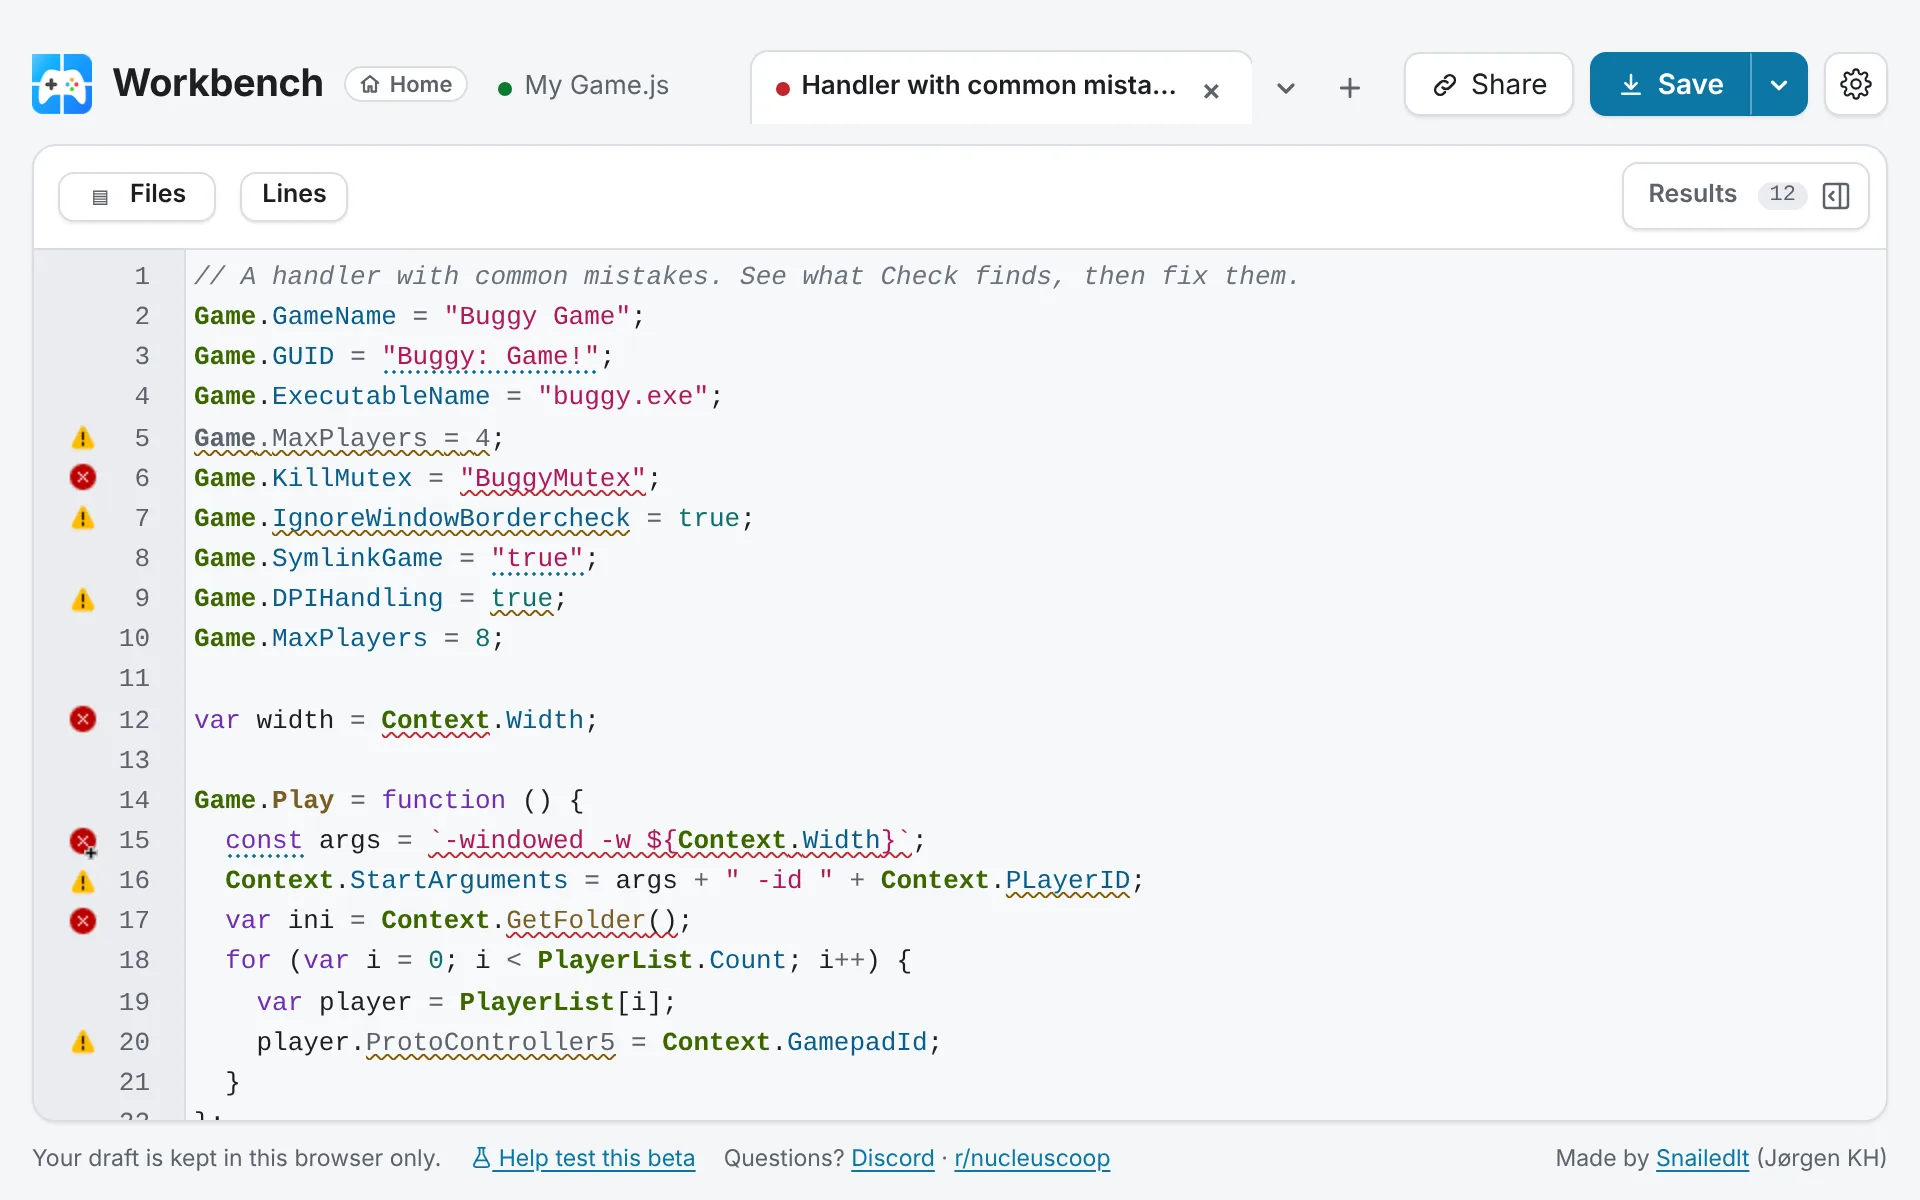 Workbench
Home
My Game.js
Handler with common mista...
Share
Save
Files
Lines
Results 12
1 // A handler with common mistakes. See what Check finds, then fix them.
2 Game.GameName = "Buggy Game";
3 Game.GUID = "Buggy: Game!";
4 Game.ExecutableName = "buggy.exe";
5 Game.MaxPlayers = 4;
6 Game.KillMutex = "BuggyMutex";
7 Game.IgnoreWindowBordercheck = true;
8 Game.SymlinkGame = "true";
9 Game.DPIHandling = true;
10 Game.MaxPlayers = 8;
11
12 var width = Context.Width;
13
14 Game.Play = function () {
15   const args = `-windowed -w ${Context.Width}`;
16   Context.StartArguments = args + " -id " + Context.PLayerID;
17   var ini = Context.GetFolder();
18   for (var i = 0; i < PlayerList.Count; i++) {
19     var player = PlayerList[i];
20     player.ProtoController5 = Context.GamepadId;
21   }
22 };
Your draft is kept in this browser only. Help test this beta Questions? Discord · r/nucleuscoop Made by Snailedlt (Jørgen KH)